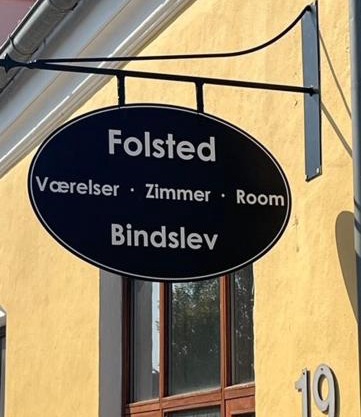 Folsted
Værelser · Zimmer · Room
Bindslev
19